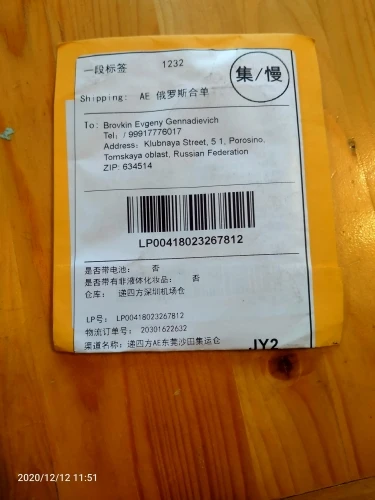 一段标签 1232
集/慢
Shipping: AE 俄罗斯合单
To: Brovkin Evgeny Gennadievich
Tel: / 99917776017
Address: Klubnaya Street, 5 1, Porosino,
Tomskaya oblast, Russian Federation
ZIP: 634514
LP00418023267812
是否带电池: 否
是否带有非液体化妆品: 否
仓库: 递四方深圳机场仓
LP号: LP00418023267812
物流订单号: 20301622632
渠道名称: 递四方AE东莞沙田集运仓 JY2
2020/12/12 11:51